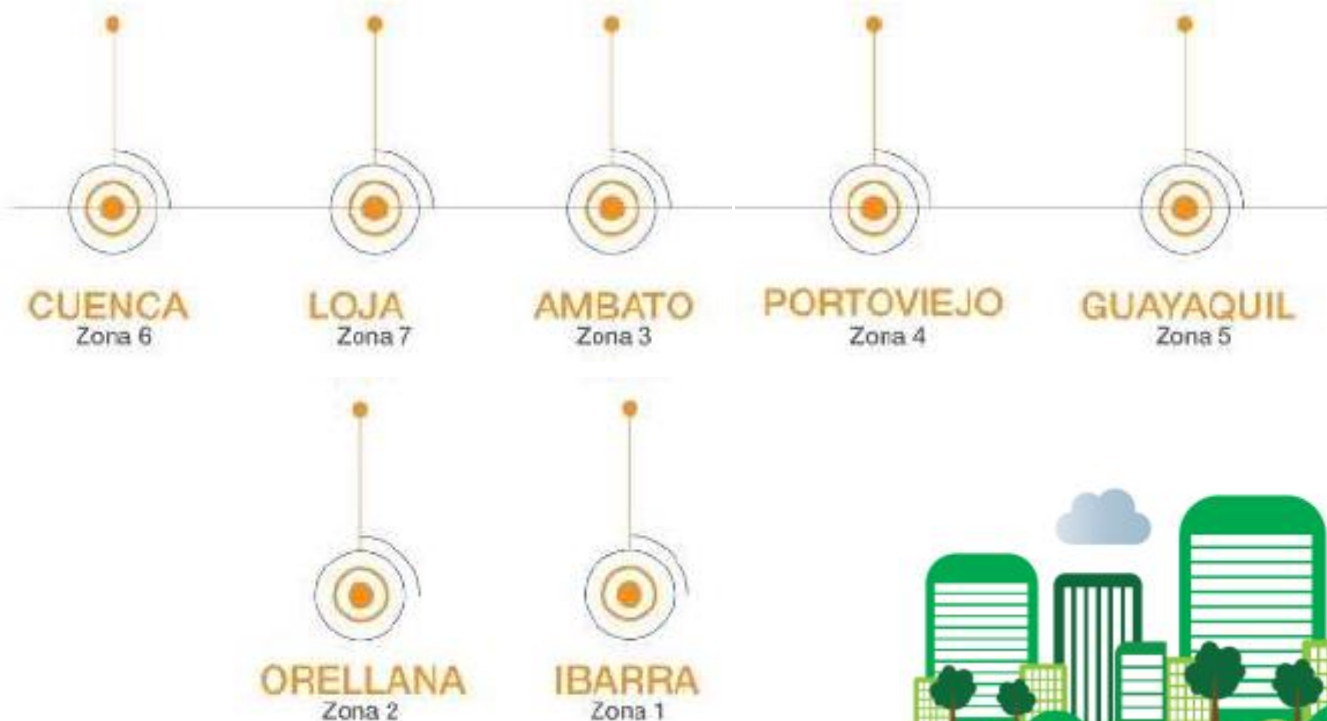 CUENCA
Zona 6
LOJA
Zona 7
AMBATO
Zona 3
PORTOVIEJO
Zona 4
GUAYAQUIL
Zona 5
ORELLANA
Zona 2
IBARRA
Zona 1